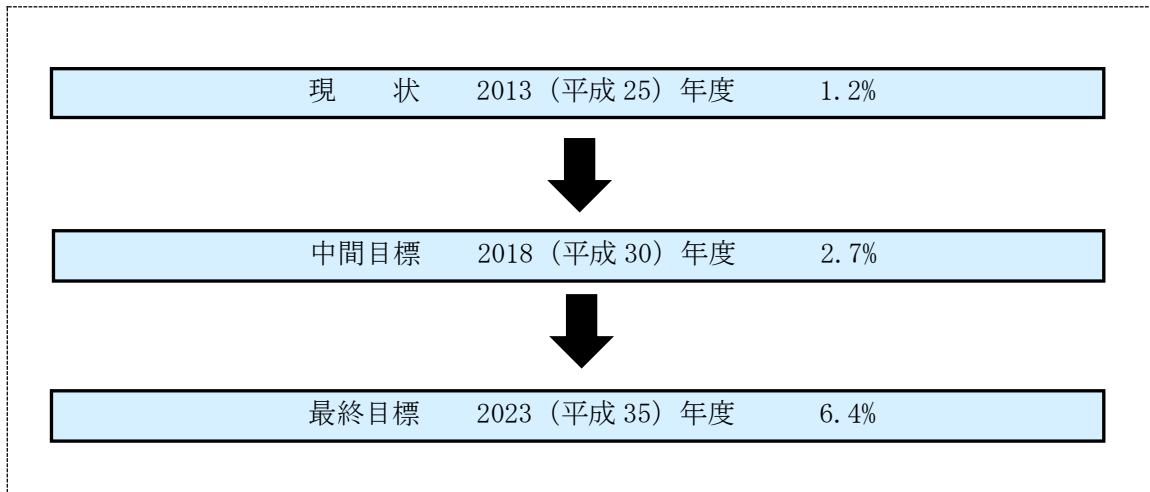 現　　状　　2013（平成 25）年度　　　1.2%
中間目標　　2018（平成 30）年度　　　2.7%
最終目標　　2023（平成 35）年度　　　6.4%